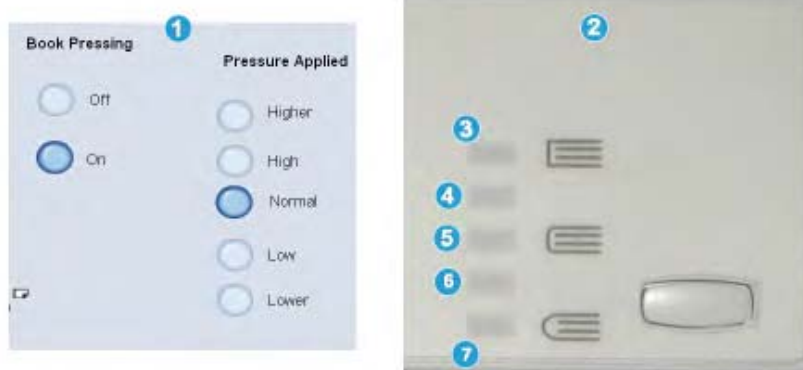 1
2
Book Pressing
Pressure Applied
Off
Higher
On
High
Normal
Low
Lower
3
4
5
6
7